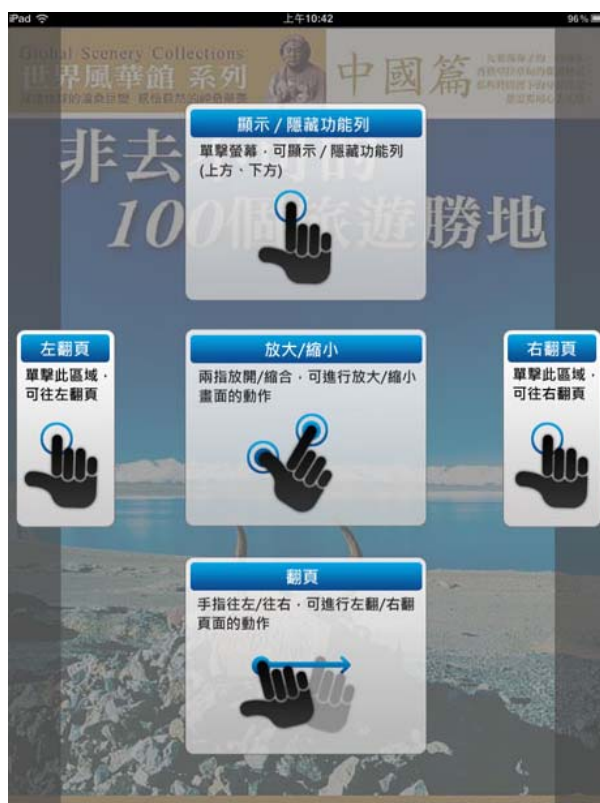 iPad
上午10:42
96%
Global Scenery Collections
世界風華館 系列
中國篇
非去
的
100個旅遊勝地
顯示 / 隱藏功能列
單擊螢幕,可顯示 / 隱藏功能列
(上方、下方)
左翻頁
單擊此區域,
可往左翻頁
放大/縮小
兩指放開/縮合,可進行放大/縮小
畫面的動作
右翻頁
單擊此區域,
可往右翻頁
翻頁
手指往左/往右,可進行左翻/右翻
頁面的動作